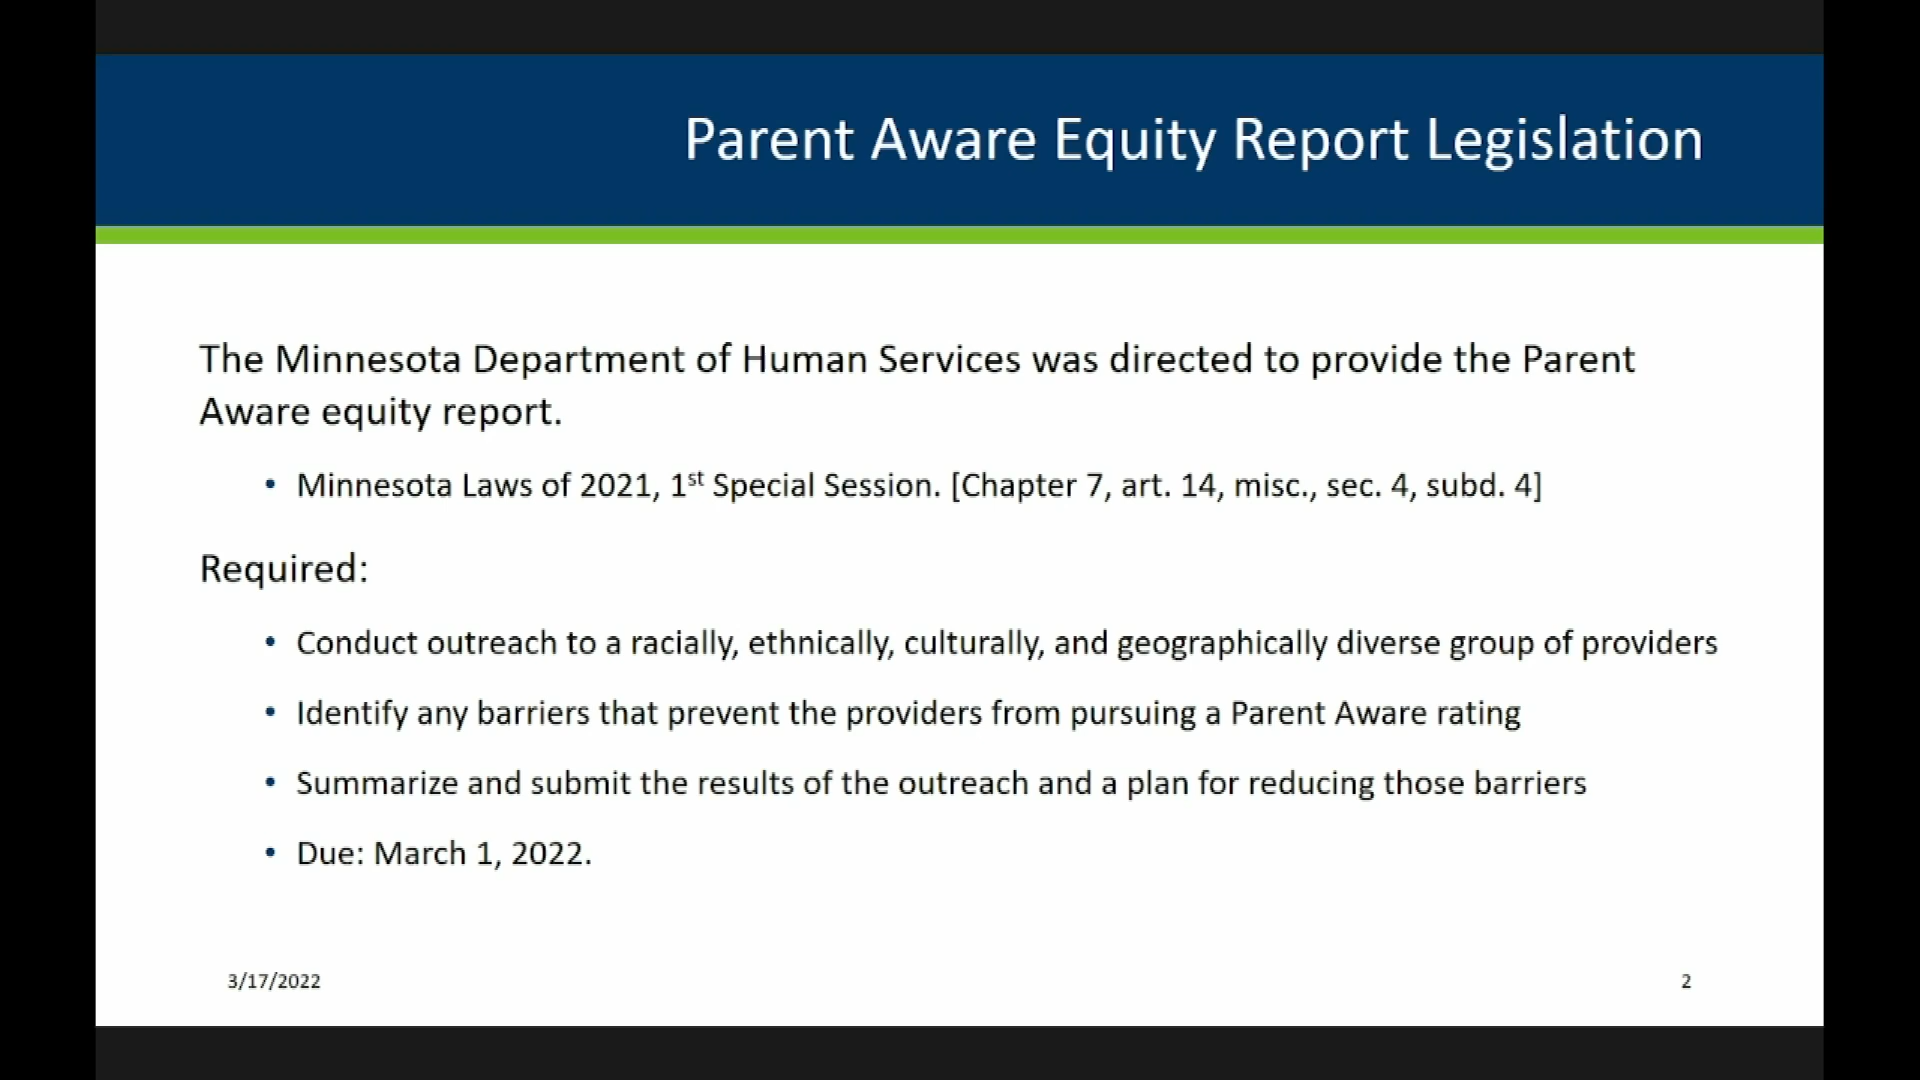 Parent Aware Equity Report Legislation
The Minnesota Department of Human Services was directed to provide the Parent
Aware equity report.
• Minnesota Laws of 2021, 1st Special Session. [Chapter 7, art. 14, misc., sec. 4, subd. 4]
Required:
• Conduct outreach to a racially, ethnically, culturally, and geographically diverse group of providers
• Identify any barriers that prevent the providers from pursuing a Parent Aware rating
• Summarize and submit the results of the outreach and a plan for reducing those barriers
• Due: March 1, 2022.
3/17/2022
2